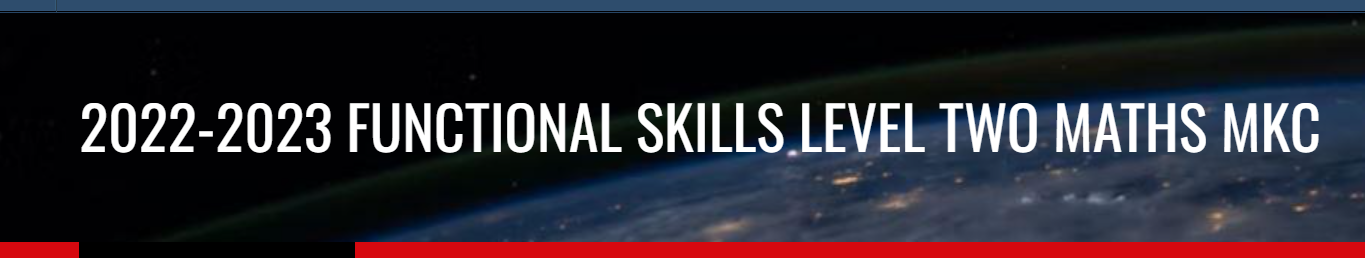 2022-2023 FUNCTIONAL SKILLS LEVEL TWO MATHS MKC